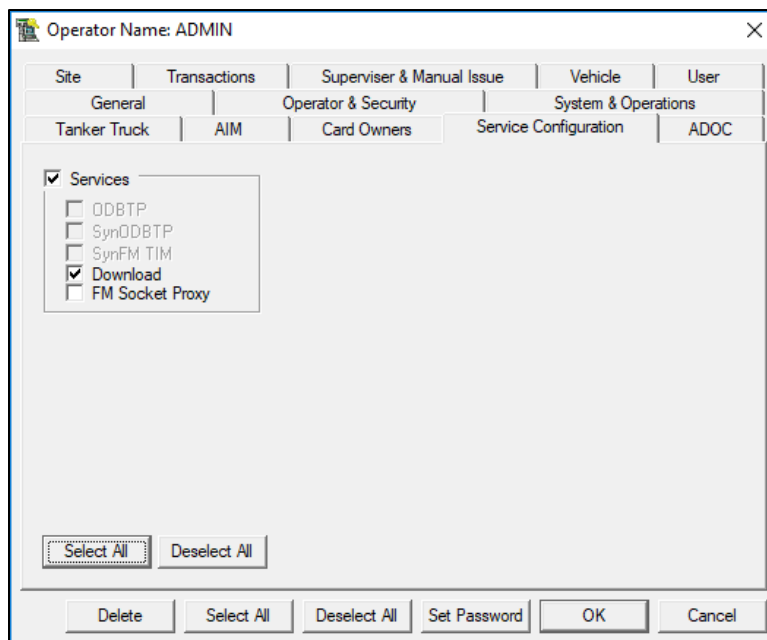 Operator Name: ADMIN
Site Transactions Superviser & Manual Issue Vehicle User
General Operator & Security System & Operations
Tanker Truck AIM Card Owners Service Configuration ADOC
Services
ODBTP
SynODBTP
SynFM TIM
Download
FM Socket Proxy
Select All Deselect All
Delete Select All Deselect All Set Password OK Cancel